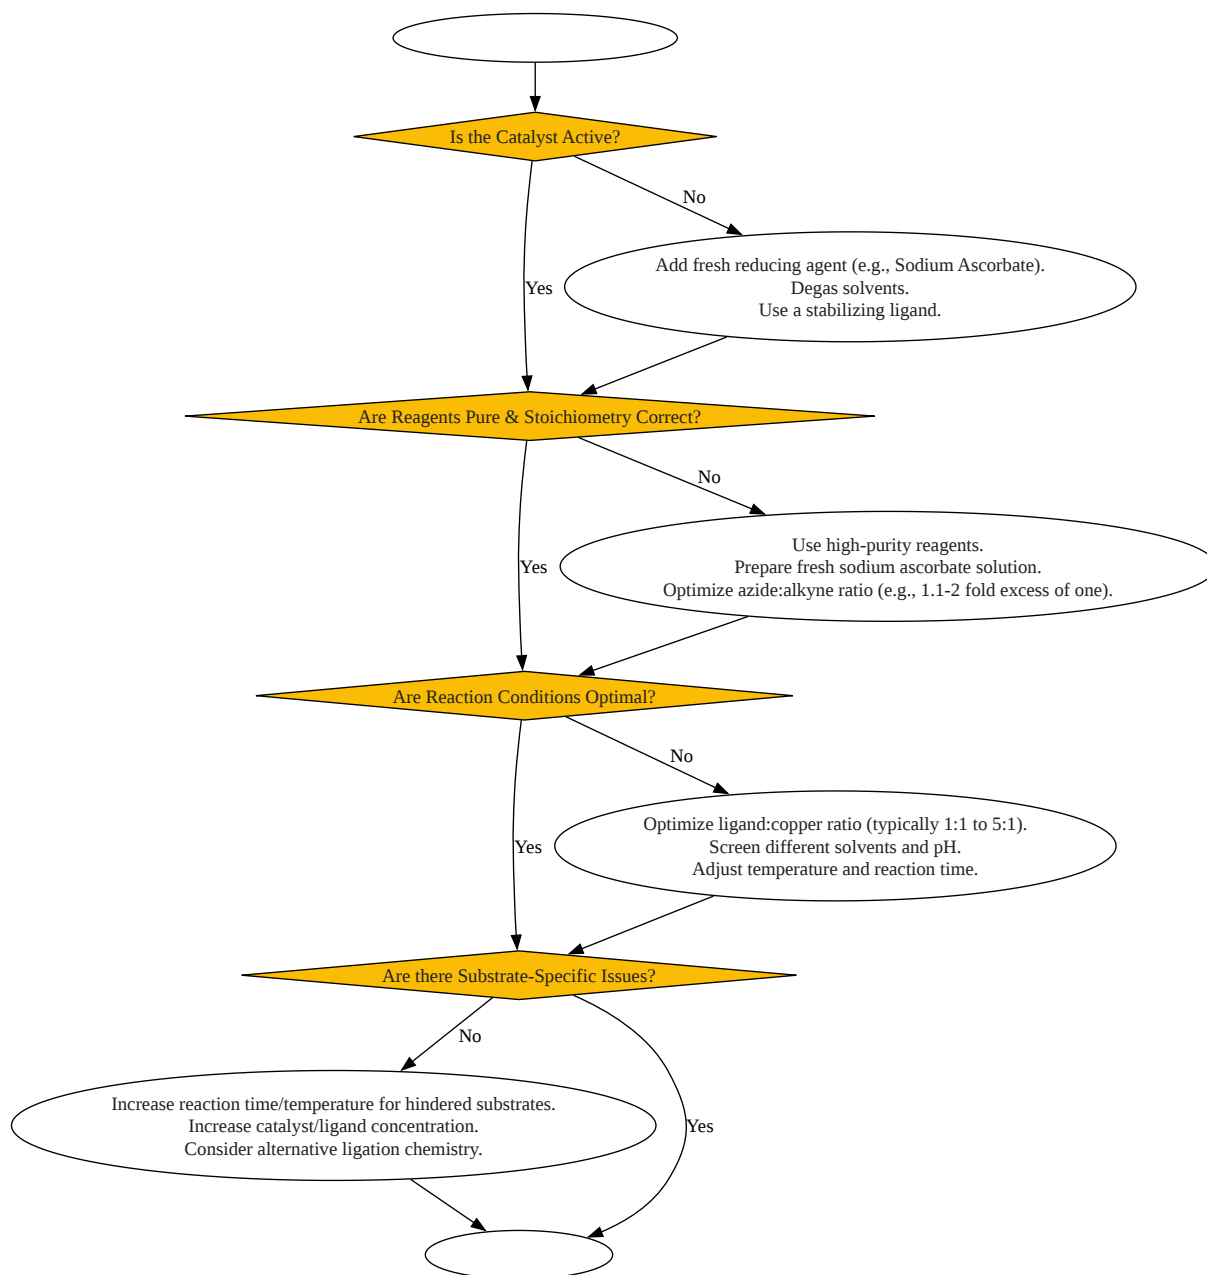 Is the Catalyst Active?
No
Add fresh reducing agent (e.g., Sodium Ascorbate).
Degas solvents.
Use a stabilizing ligand.
Yes
Are Reagents Pure & Stoichiometry Correct?
No
Use high-purity reagents.
Prepare fresh sodium ascorbate solution.
Optimize azide:alkyne ratio (e.g., 1.1-2 fold excess of one).
Yes
Are Reaction Conditions Optimal?
No
Optimize ligand:copper ratio (typically 1:1 to 5:1).
Screen different solvents and pH.
Adjust temperature and reaction time.
Yes
Are there Substrate-Specific Issues?
No
Increase reaction time/temperature for hindered substrates.
Increase catalyst/ligand concentration.
Consider alternative ligation chemistry.
Yes